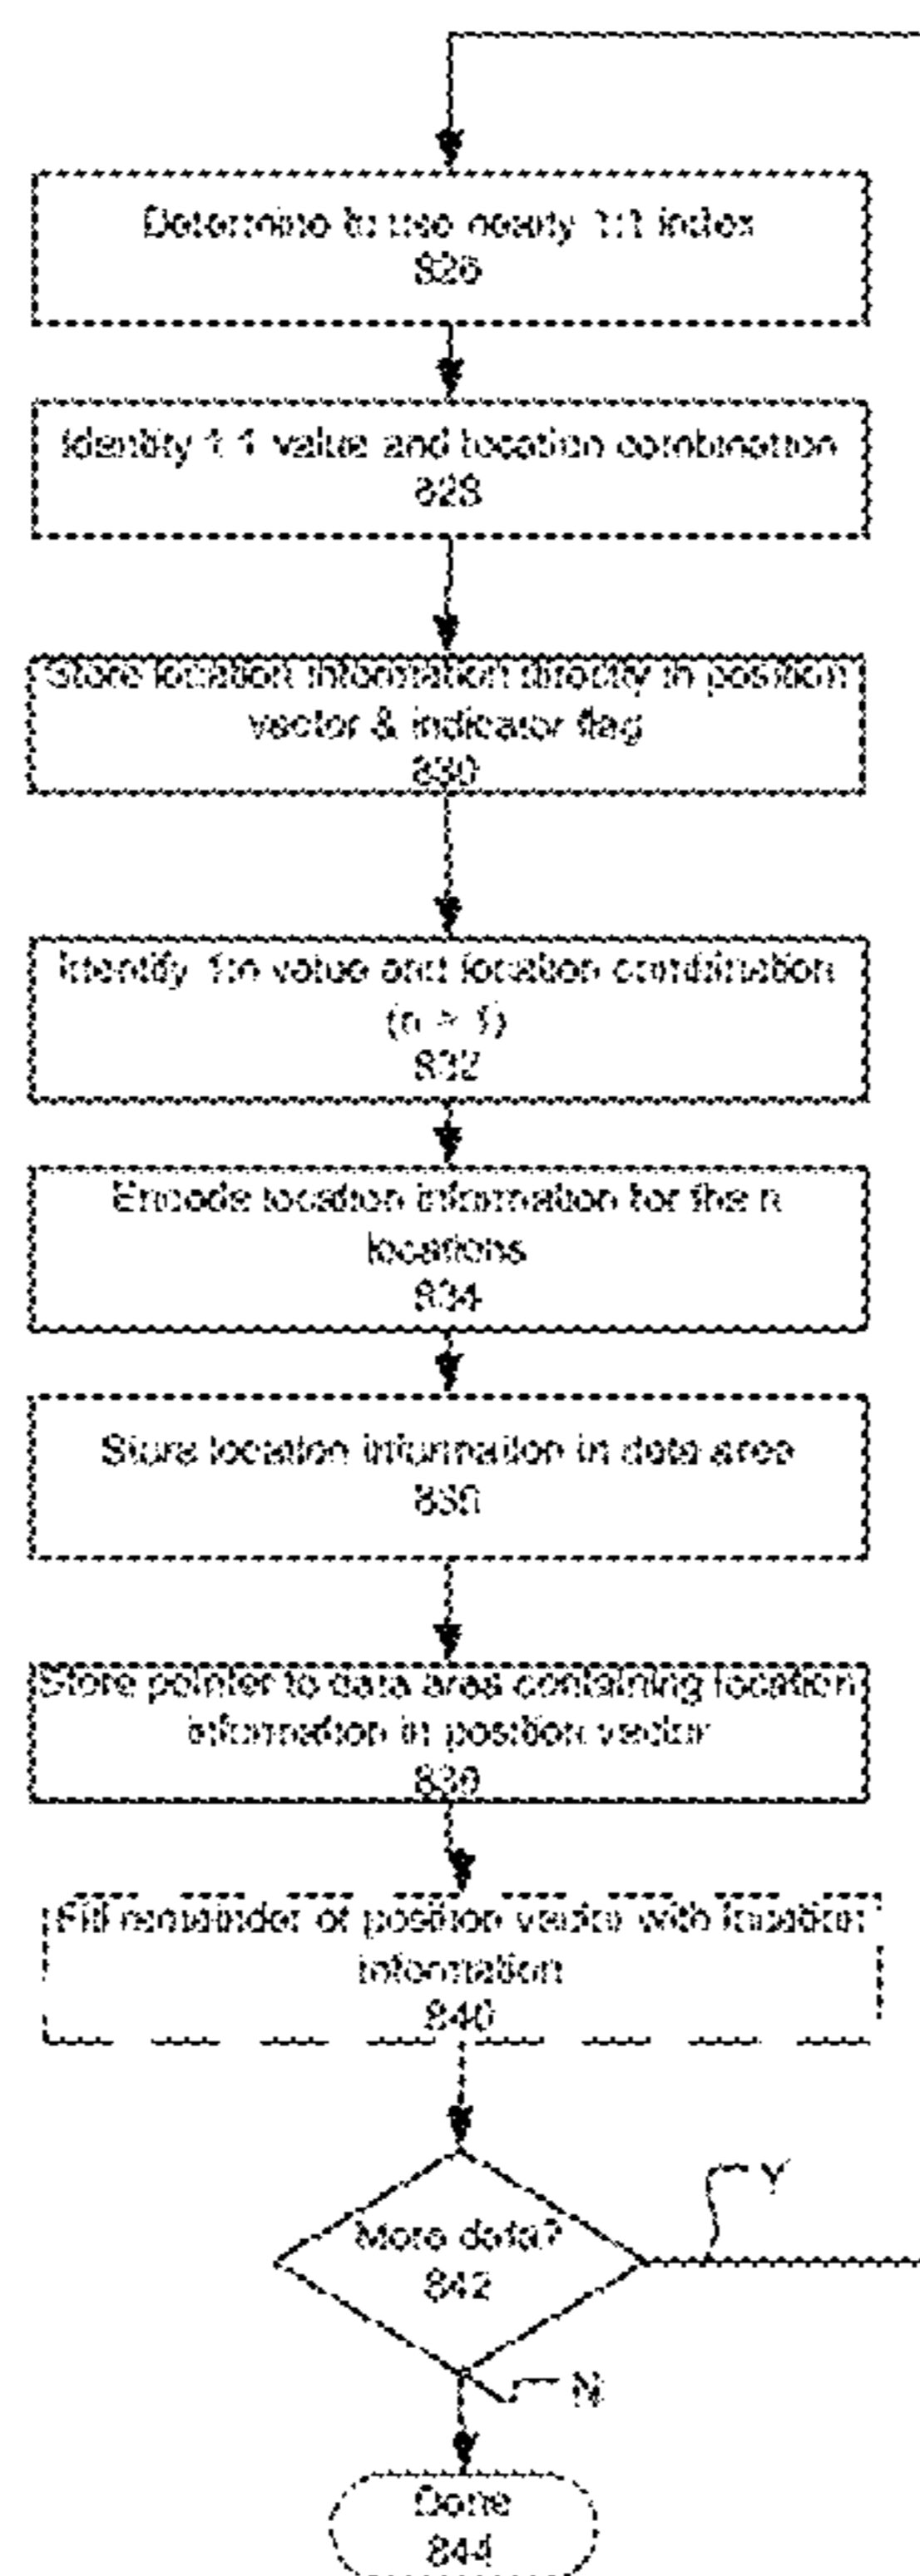 Determine to use nearly 1:1 index
826
Identify 1:1 value and location combination
828
Store location information directly in position
vector & indicator flag
830
Identify 1:n value and location combination
(n > 1)
832
Encode location information for the n
locations
834
Store location information in data area
836
Store pointer to data area containing location
information in position vector
838
Fill remainder of position vector with location
information
840
More data?
842
Y
N
Done
844